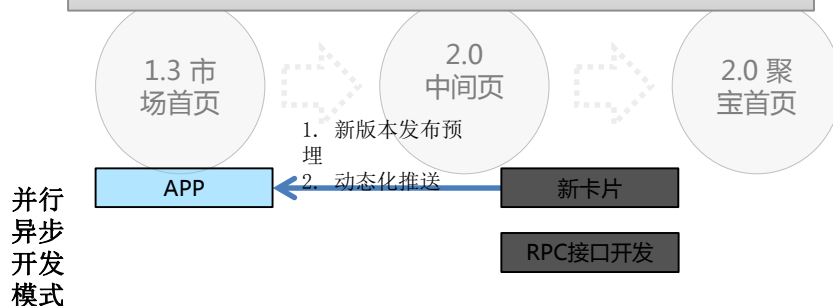 1.3 市
场首页
2.0
中间页
2.0 聚
宝首页
1. 新版本发布预
埋
2. 动态化推送
APP
新卡片
RPC接口开发
并行
异步
开发
模式